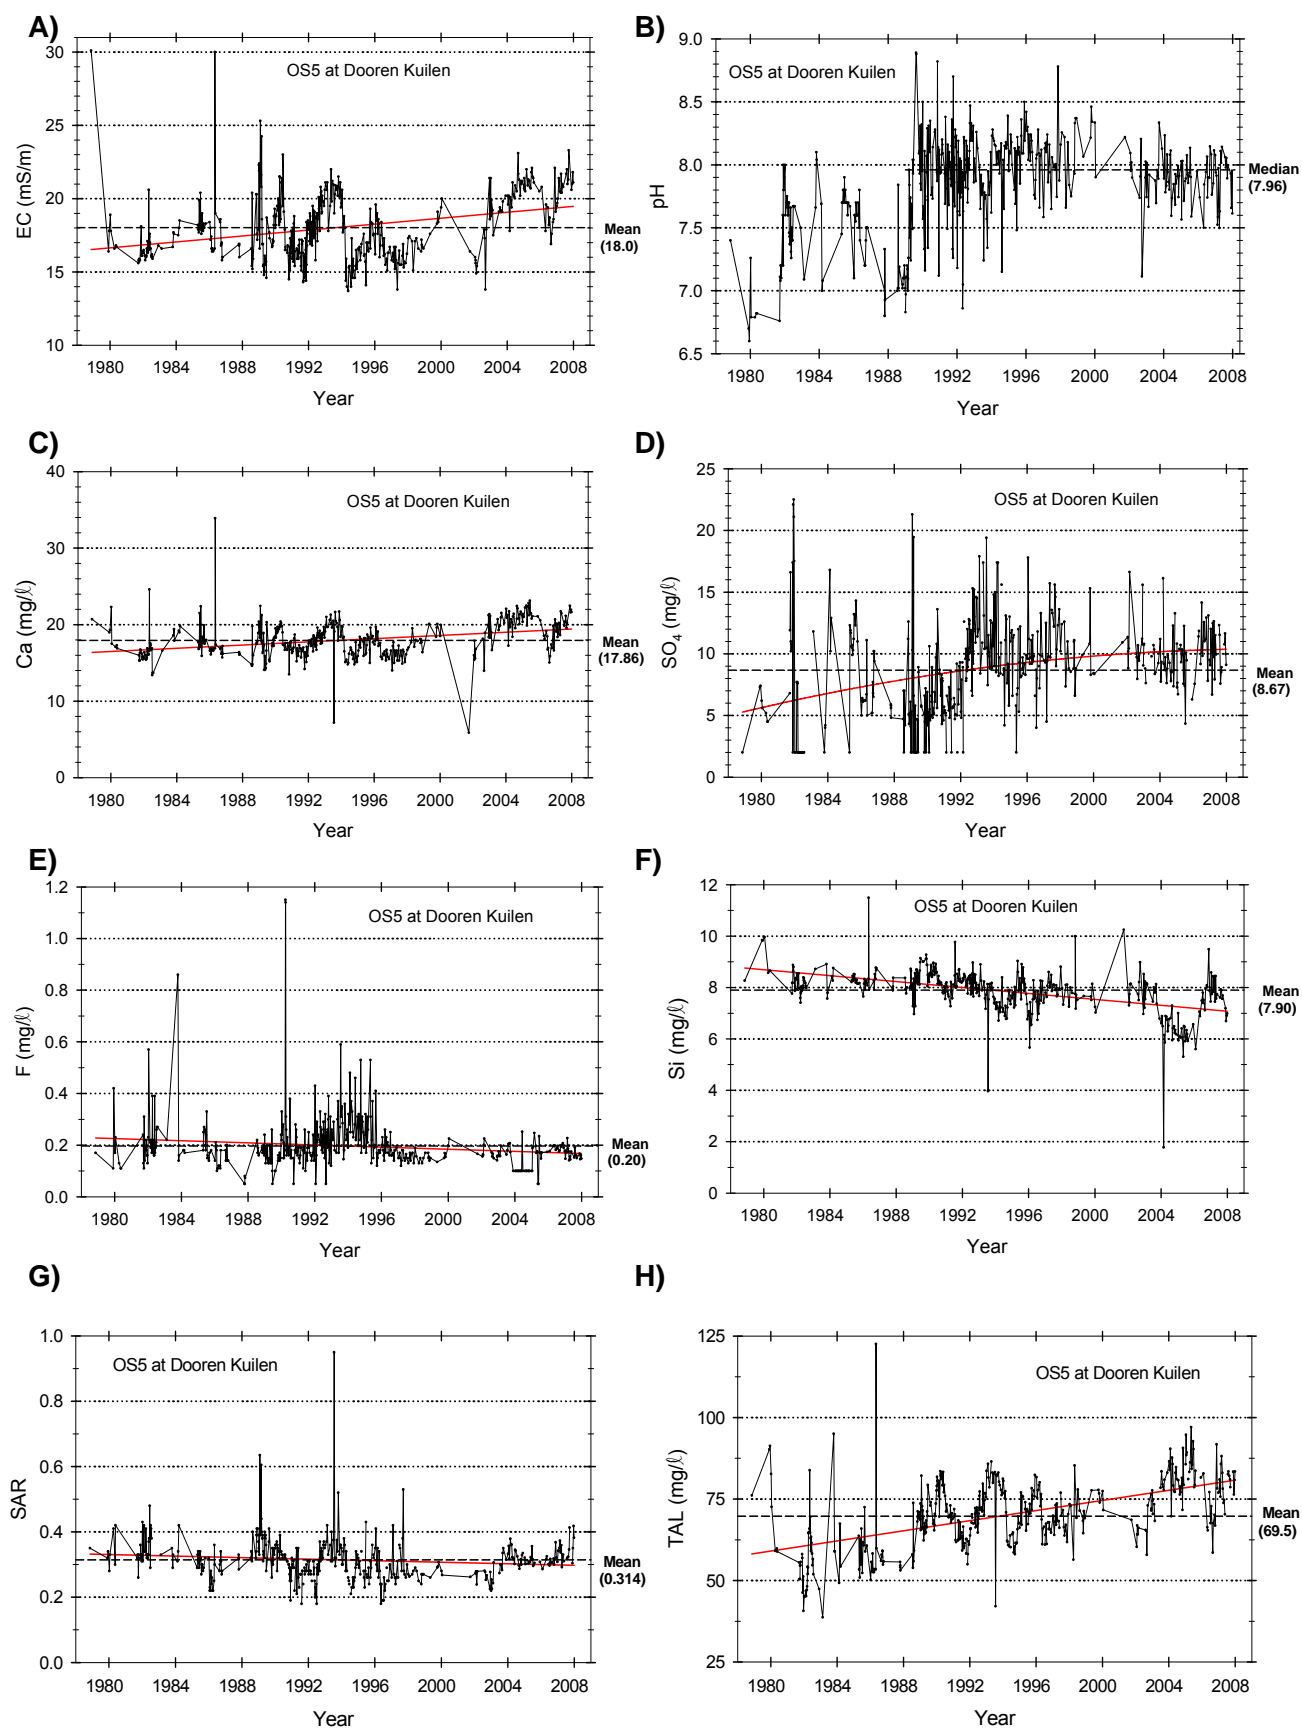 A)
EC (mS/m)
30
25
20
15
10
OS5 at Dooren Kuilen
Mean
(18.0)
1980 1984 1988 1992 1996 2000 2004 2008
Year
B)
pH
9.0
8.5
8.0
7.5
7.0
6.5
OS5 at Dooren Kuilen
Median
(7.96)
1980 1984 1988 1992 1996 2000 2004 2008
Year
C)
Ca (mg/ℓ)
40
30
20
10
0
OS5 at Dooren Kuilen
Mean
(17.86)
1980 1984 1988 1992 1996 2000 2004 2008
Year
D)
SO4 (mg/ℓ)
25
20
15
10
5
0
OS5 at Dooren Kuilen
Mean
(8.67)
1980 1984 1988 1992 1996 2000 2004 2008
Year
E)
F (mg/ℓ)
1.2
1.0
0.8
0.6
0.4
0.2
0.0
OS5 at Dooren Kuilen
Mean
(0.20)
1980 1984 1988 1992 1996 2000 2004 2008
Year
F)
Si (mg/ℓ)
12
10
8
6
4
2
0
OS5 at Dooren Kuilen
Mean
(7.90)
1980 1984 1988 1992 1996 2000 2004 2008
Year
G)
SAR
1.0
0.8
0.6
0.4
0.2
0.0
OS5 at Dooren Kuilen
Mean
(0.314)
1980 1984 1988 1992 1996 2000 2004 2008
Year
H)
TAL (mg/ℓ)
125
100
75
50
25
OS5 at Dooren Kuilen
Mean
(69.5)
1980 1984 1988 1992 1996 2000 2004 2008
Year